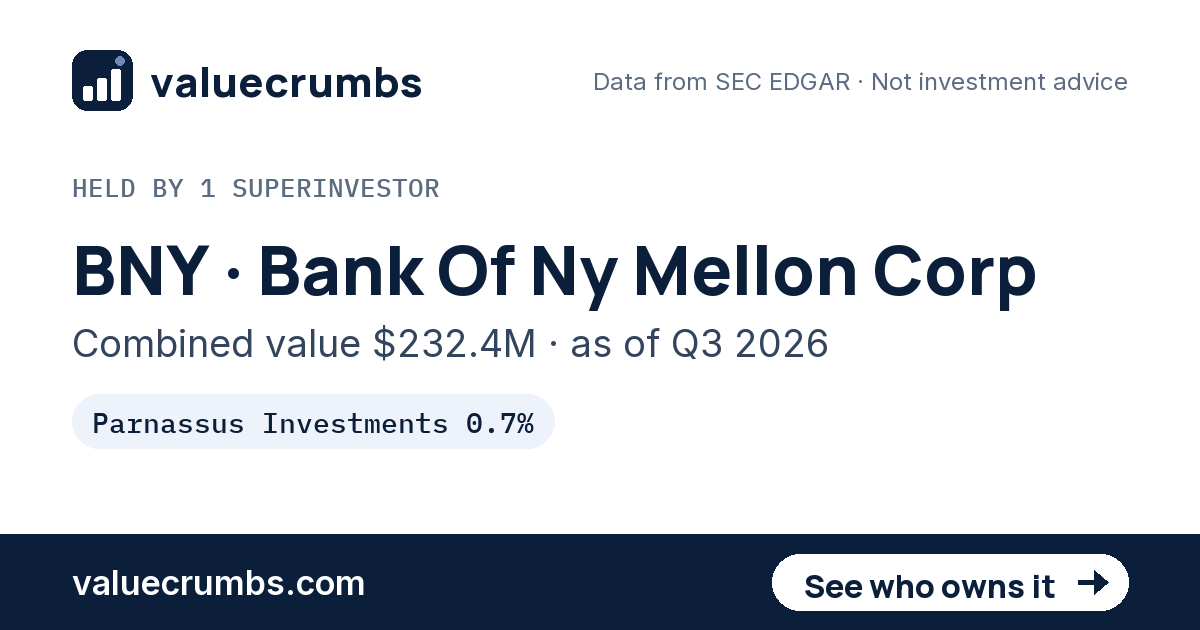 valuecrumbs
Data from SEC EDGAR · Not investment advice
HELD BY 1 SUPERINVESTOR
BNY · Bank Of Ny Mellon Corp
Combined value $232.4M · as of Q3 2026
Parnassus Investments 0.7%
valuecrumbs.com
See who owns it →